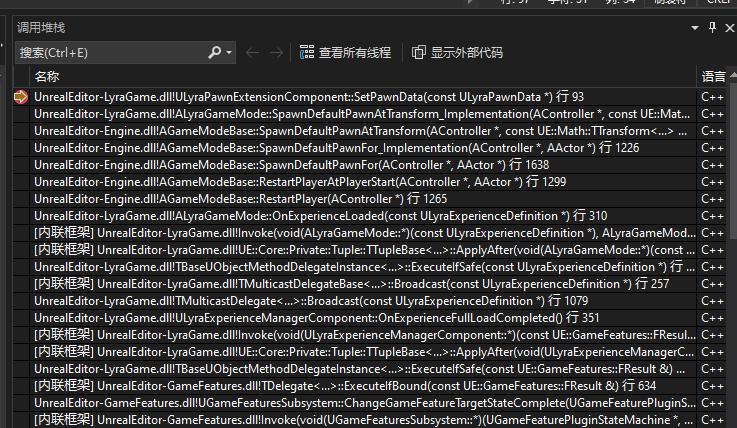 调用堆栈
搜索(Ctrl+E)
查看所有线程
显示外部代码
名称 语言
UnrealEditor-LyraGame.dll!ULyraPawnExtensionComponent::SetPawnData(const ULyraPawnData *) 行 93 C++
UnrealEditor-LyraGame.dll!ALyraGameMode::SpawnDefaultPawnAtTransform_Implementation(AController *, const UE::Mat... C++
UnrealEditor-Engine.dll!AGameModeBase::SpawnDefaultPawnAtTransform(AController *, const UE::Math::TTransform<...> ... C++
UnrealEditor-Engine.dll!AGameModeBase::SpawnDefaultPawnFor_Implementation(AController *, AActor *) 行 1226 C++
UnrealEditor-Engine.dll!AGameModeBase::SpawnDefaultPawnFor(AController *, AActor *) 行 1638 C++
UnrealEditor-Engine.dll!AGameModeBase::RestartPlayerAtPlayerStart(AController *, AActor *) 行 1299 C++
UnrealEditor-Engine.dll!AGameModeBase::RestartPlayer(AController *) 行 1265 C++
UnrealEditor-LyraGame.dll!ALyraGameMode::OnExperienceLoaded(const ULyraExperienceDefinition *) 行 310 C++
[内联框架] UnrealEditor-LyraGame.dll!Invoke(void(ALyraGameMode::*)(const ULyraExperienceDefinition *), ALyraGameMod... C++
[内联框架] UnrealEditor-LyraGame.dll!UE::Core::Private::Tuple::TTupleBase<...>::ApplyAfter(void(ALyraGameMode::*)(const ... C++
UnrealEditor-LyraGame.dll!TBaseUObjectMethodDelegateInstance<...>::ExecuteIfSafe(const ULyraExperienceDefinition *) 行 ... C++
[内联框架] UnrealEditor-LyraGame.dll!TMulticastDelegateBase<...>::Broadcast(const ULyraExperienceDefinition *) 行 257 C++
UnrealEditor-LyraGame.dll!TMulticastDelegate<...>::Broadcast(const ULyraExperienceDefinition *) 行 1079 C++
UnrealEditor-LyraGame.dll!ULyraExperienceManagerComponent::OnExperienceFullLoadCompleted() 行 351 C++
[内联框架] UnrealEditor-LyraGame.dll!Invoke(void(ULyraExperienceManagerComponent::*)(const UE::GameFeatures::FResul... C++
[内联框架] UnrealEditor-LyraGame.dll!UE::Core::Private::Tuple::TTupleBase<...>::ApplyAfter(void(ULyraExperienceManagerC... C++
UnrealEditor-LyraGame.dll!TBaseUObjectMethodDelegateInstance<...>::ExecuteIfSafe(const UE::GameFeatures::FResult &) ... C++
[内联框架] UnrealEditor-GameFeatures.dll!TDelegate<...>::ExecuteIfBound(const UE::GameFeatures::FResult &) 行 634 C++
UnrealEditor-GameFeatures.dll!UGameFeaturesSubsystem::ChangeGameFeatureTargetStateComplete(UGameFeaturePluginS... C++
[内联框架] UnrealEditor-GameFeatures.dll!Invoke(void(UGameFeaturesSubsystem::*)(UGameFeaturePluginStateMachine *, ... C++